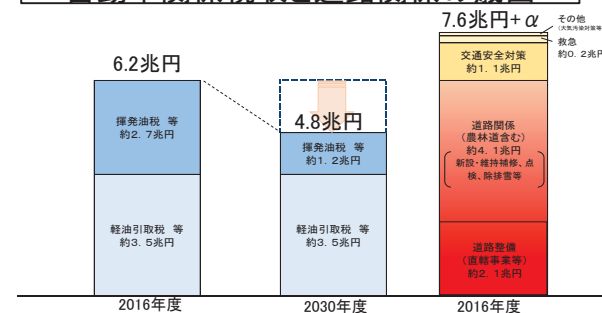 6.2兆円
揮発油税 等
約2.7兆円
軽油引取税 等
約3.5兆円
2016年度
4.8兆円
揮発油税 等
約1.2兆円
軽油引取税 等
約3.5兆円
2030年度
7.6兆円+α
その他
(大気汚染対策等)
救急
約0.2兆円
交通安全対策
約1.1兆円
道路関係
(農林道含む)
約4.1兆円
新設・維持補修、点
検、除排雪等
道路整備
(直轄事業等)
約2.1兆円
2016年度